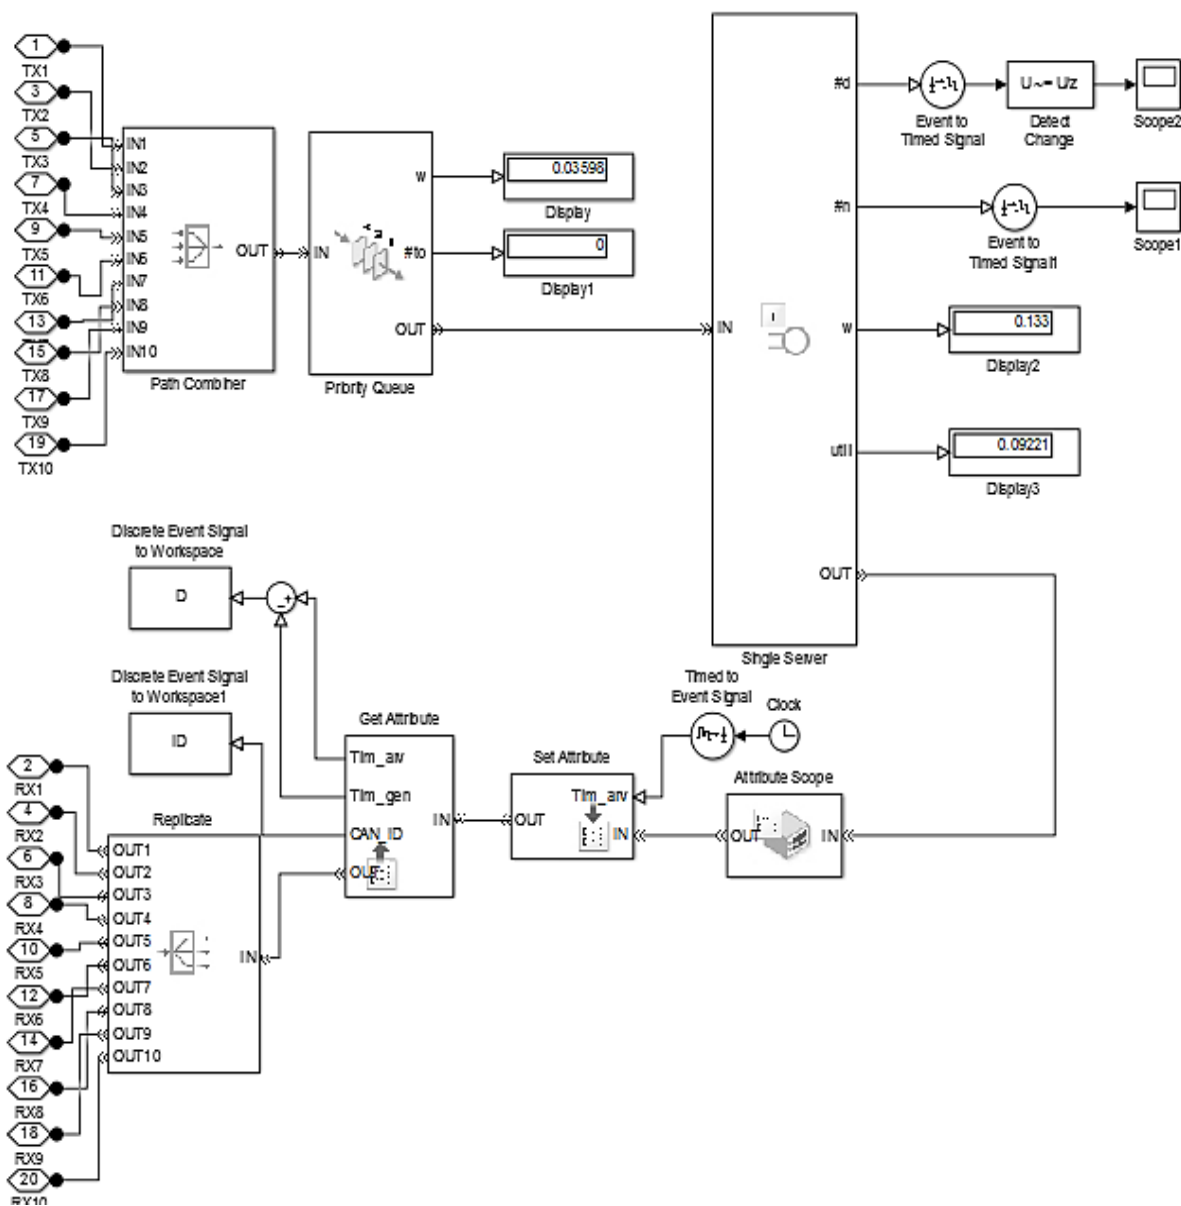 1
TX1
3
TX2
5
TX3
7
TX4
9
TX5
11
TX6
13
15
TX8
17
TX9
19
TX10
IN1
IN2
IN3
IN4
IN5
IN6
IN7
IN8
IN9
IN10
OUT
Path Combiner
IN
w
#to
OUT
Priority Queue
0.03598
Display
0
Display1
IN
#d
#n
w
util
OUT
Single Server
Event to
Timed Signal
U ~= U/z
Detect
Change
Scope2
Event to
Timed Signal1
Scope1
0.133
Display2
0.09221
Display3
Discrete Event Signal
to Workspace
D
Discrete Event Signal
to Workspace1
ID
Get Attribute
Tim_arv
Tim_gen
CAN_ID
OUT
IN
Set Attribute
Tim_arv
OUT
IN
Timed to
Event Signal
Clock
Attribute Scope
OUT
IN
2
RX1
4
RX2
6
RX3
8
RX4
10
RX5
12
RX6
14
RX7
16
RX8
18
RX9
20
RX10
Replicate
OUT1
OUT2
OUT3
OUT4
OUT5
OUT6
OUT7
OUT8
OUT9
OUT10
IN